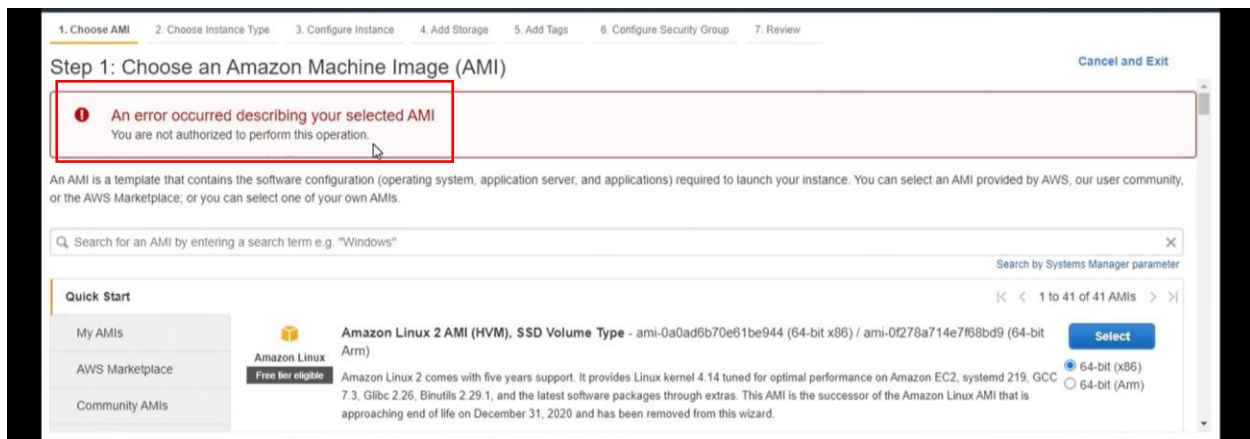 1. Choose AMI 2. Choose Instance Type 3. Configure Instance 4. Add Storage 5. Add Tags 6. Configure Security Group 7. Review
Step 1: Choose an Amazon Machine Image (AMI)
Cancel and Exit
An error occurred describing your selected AMI
You are not authorized to perform this operation.
An AMI is a template that contains the software configuration (operating system, application server, and applications) required to launch your instance. You can select an AMI provided by AWS, our user community,
or the AWS Marketplace; or you can select one of your own AMIs.
Search for an AMI by entering a search term e.g. "Windows"
Search by Systems Manager parameter
Quick Start
1 to 41 of 41 AMIs
My AMIs
AWS Marketplace
Community AMIs
Amazon Linux
Free tier eligible
Amazon Linux 2 AMI (HVM), SSD Volume Type - ami-0a0ad6b70e61be944 (64-bit x86) / ami-0f278a714e7f68bd9 (64-bit
Arm)
Amazon Linux 2 comes with five years support. It provides Linux kernel 4.14 tuned for optimal performance on Amazon EC2, systemd 219, GCC
7.3, Glibc 2.26, Binutils 2.29.1, and the latest software packages through extras. This AMI is the successor of the Amazon Linux AMI that is
approaching end of life on December 31, 2020 and has been removed from this wizard.
Select
64-bit (x86)
64-bit (Arm)